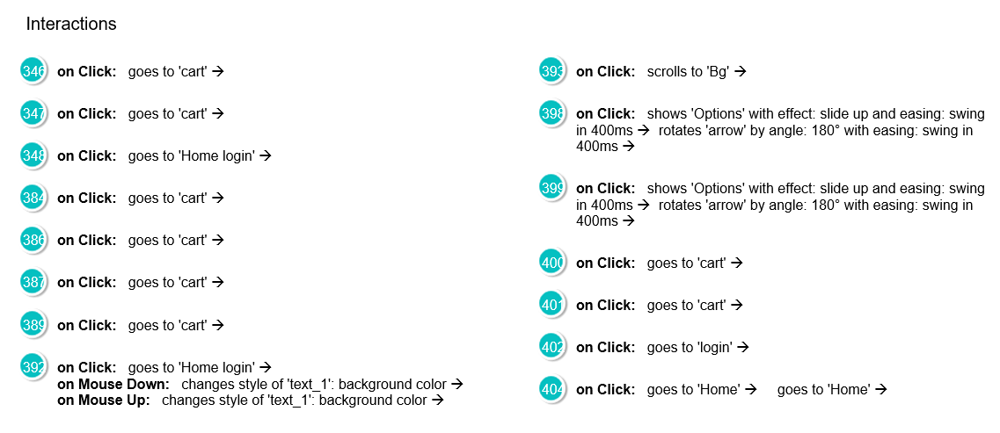 Interactions
346 on Click: goes to 'cart' →
347 on Click: goes to 'cart' →
348 on Click: goes to 'Home login' →
384 on Click: goes to 'cart' →
386 on Click: goes to 'cart' →
387 on Click: goes to 'cart' →
389 on Click: goes to 'cart' →
392 on Click: goes to 'Home login' →
on Mouse Down: changes style of 'text_1': background color →
on Mouse Up: changes style of 'text_1': background color →
393 on Click: scrolls to 'Bg' →
398 on Click: shows 'Options' with effect: slide up and easing: swing
in 400ms → rotates 'arrow' by angle: 180° with easing: swing in
400ms →
399 on Click: shows 'Options' with effect: slide up and easing: swing
in 400ms → rotates 'arrow' by angle: 180° with easing: swing in
400ms →
400 on Click: goes to 'cart' →
401 on Click: goes to 'cart' →
402 on Click: goes to 'login' →
404 on Click: goes to 'Home' → goes to 'Home' →